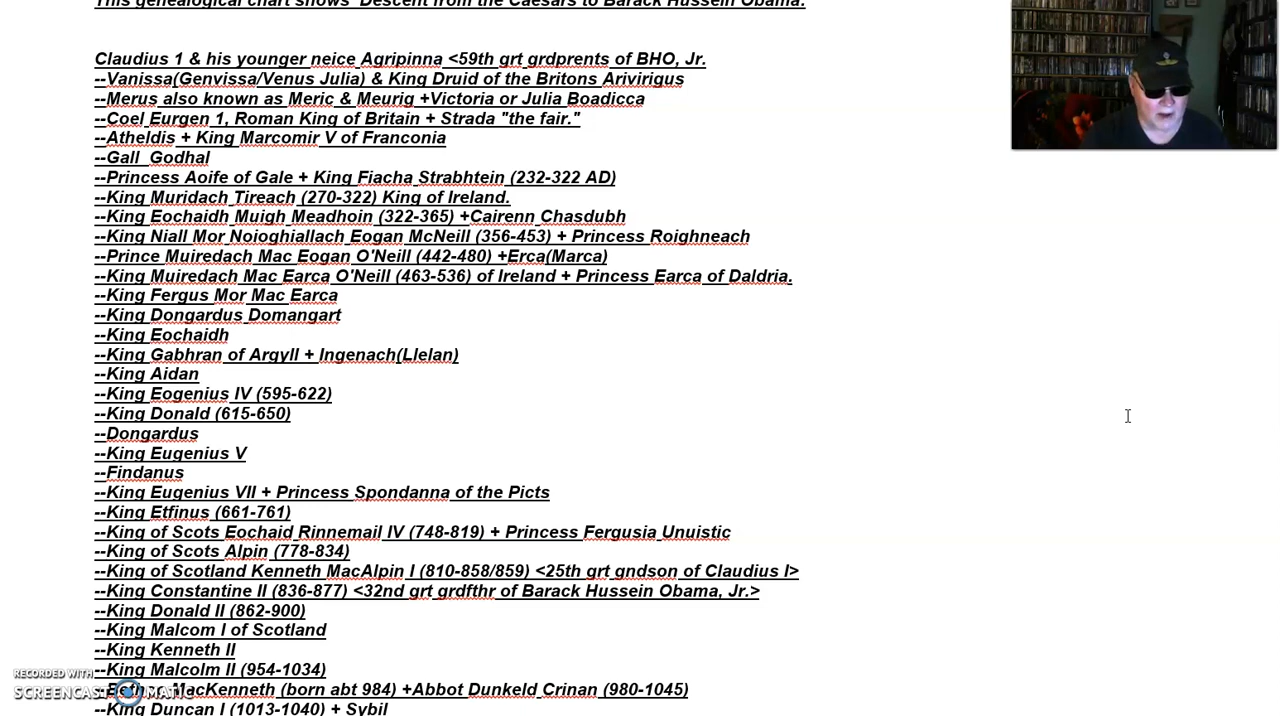 This genealogical chart shows "Descent from the Caesars to Barack Hussein Obama.
Claudius 1 & his younger neice Agripinna <59th grt grdprents of BHO, Jr.
--Vanissa(Genvissa/Venus Julia) & King Druid of the Britons Arivirigus
--Merus also known as Meric & Meurig +Victoria or Julia Boadicca
--Coel Eurgen 1, Roman King of Britain + Strada "the fair."
--Atheldis + King Marcomir V of Franconia
--Gall Godhal
--Princess Aoife of Gale + King Fiacha Strabhtein (232-322 AD)
--King Muridach Tireach (270-322) King of Ireland.
--King Eochaidh Muigh Meadhoin (322-365) +Cairenn Chasdubh
--King Niall Mor Nojoghiallach Eogan McNeill (356-453) + Princess Roighneach
--Prince Muiredach Mac Eogan O'Neill (442-480) +Erca(Marca)
--King Muiredach Mac Earca O'Neill (463-536) of Ireland + Princess Earca of Daldria.
--King Fergus Mor Mac Earca
--King Dongardus Domangart
--King Eochaidh
--King Gabhran of Argyll + Ingenach(Llelan)
--King Aidan
--King Eogenius IV (595-622)
--King Donald (615-650)
--Dongardus
--King Eugenius V
--Findanus
--King Eugenius VII + Princess Spondanna of the Picts
--King Etfinus (661-761)
--King of Scots Eochaid Rinnemail IV (748-819) + Princess Fergusia Unuistic
--King of Scots Alpin (778-834)
--King of Scotland Kenneth MacAlpin I (810-858/859) <25th grt gndson of Claudius I>
--King Constantine II (836-877) <32nd grt grdfthr of Barack Hussein Obama, Jr.>
--King Donald II (862-900)
--King Malcom I of Scotland
--King Kenneth II
--King Malcolm II (954-1034)
MacKenneth (born abt 984) +Abbot Dunkeld Crinan (980-1045)
--King Duncan I (1013-1040) + Sybil
RECORDED WITH
SCREENCAST MATIC